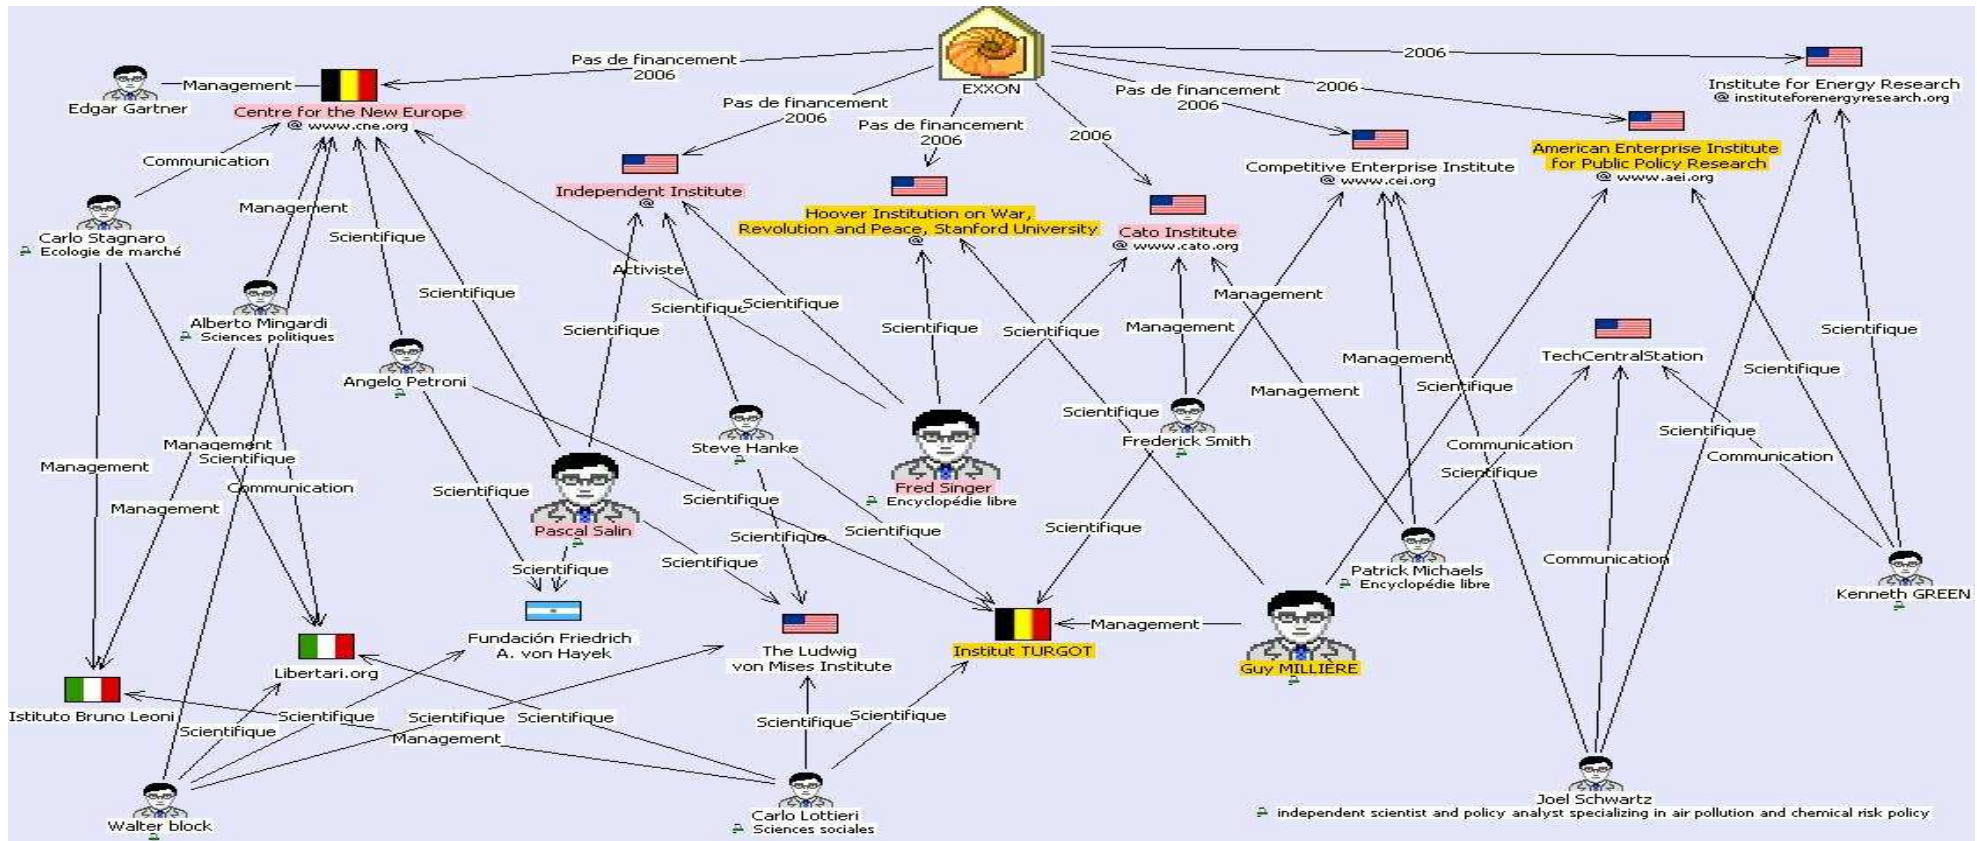 EXXON
Pas de financement
2006
Pas de financement
2006
Pas de financement
2006
2006
Pas de financement
2006
2006
2006
Edgar Gartner
Management
Centre for the New Europe
@ www.cne.org
Institute for Energy Research
@ instituteforenergyresearch.org
Independent Institute
@
Hoover Institution on War,
Revolution and Peace, Stanford University
@
Cato Institute
@ www.cato.org
Competitive Enterprise Institute
@ www.cei.org
American Enterprise Institute
for Public Policy Research
@ www.aei.org
Communication
Management
Scientifique
Carlo Stagnaro
Ecologie de marché
Activiste
Scientifique
Scientifique
Scientifique
Management
Alberto Mingardi
Sciences politiques
Scientifique
Scientifique
Scientifique
Management
Scientifique
TechCentralStation
Angelo Petroni
Management
Scientifique
Scientifique
Management
Scientifique
Steve Hanke
Frederick Smith
Scientifique
Management
Scientifique
Communication
Scientifique
Communication
Management
Communication
Scientifique
Fred Singer
Encyclopédie libre
Scientifique
Management
Pascal Salin
Scientifique
Scientifique
Scientifique
Scientifique
Scientifique
Communication
Patrick Michaels
Encyclopédie libre
Kenneth GREEN
Fundación Friedrich
A. von Hayek
The Ludwig
von Mises Institute
Institut TURGOT
Management
Guy MILLIÈRE
Libertari.org
Istituto Bruno Leoni
Scientifique
Scientifique
Scientifique
Scientifique
Scientifique
Scientifique
Management
Walter block
Carlo Lottieri
Sciences sociales
Joel Schwartz
independent scientist and policy analyst specializing in air pollution and chemical risk policy